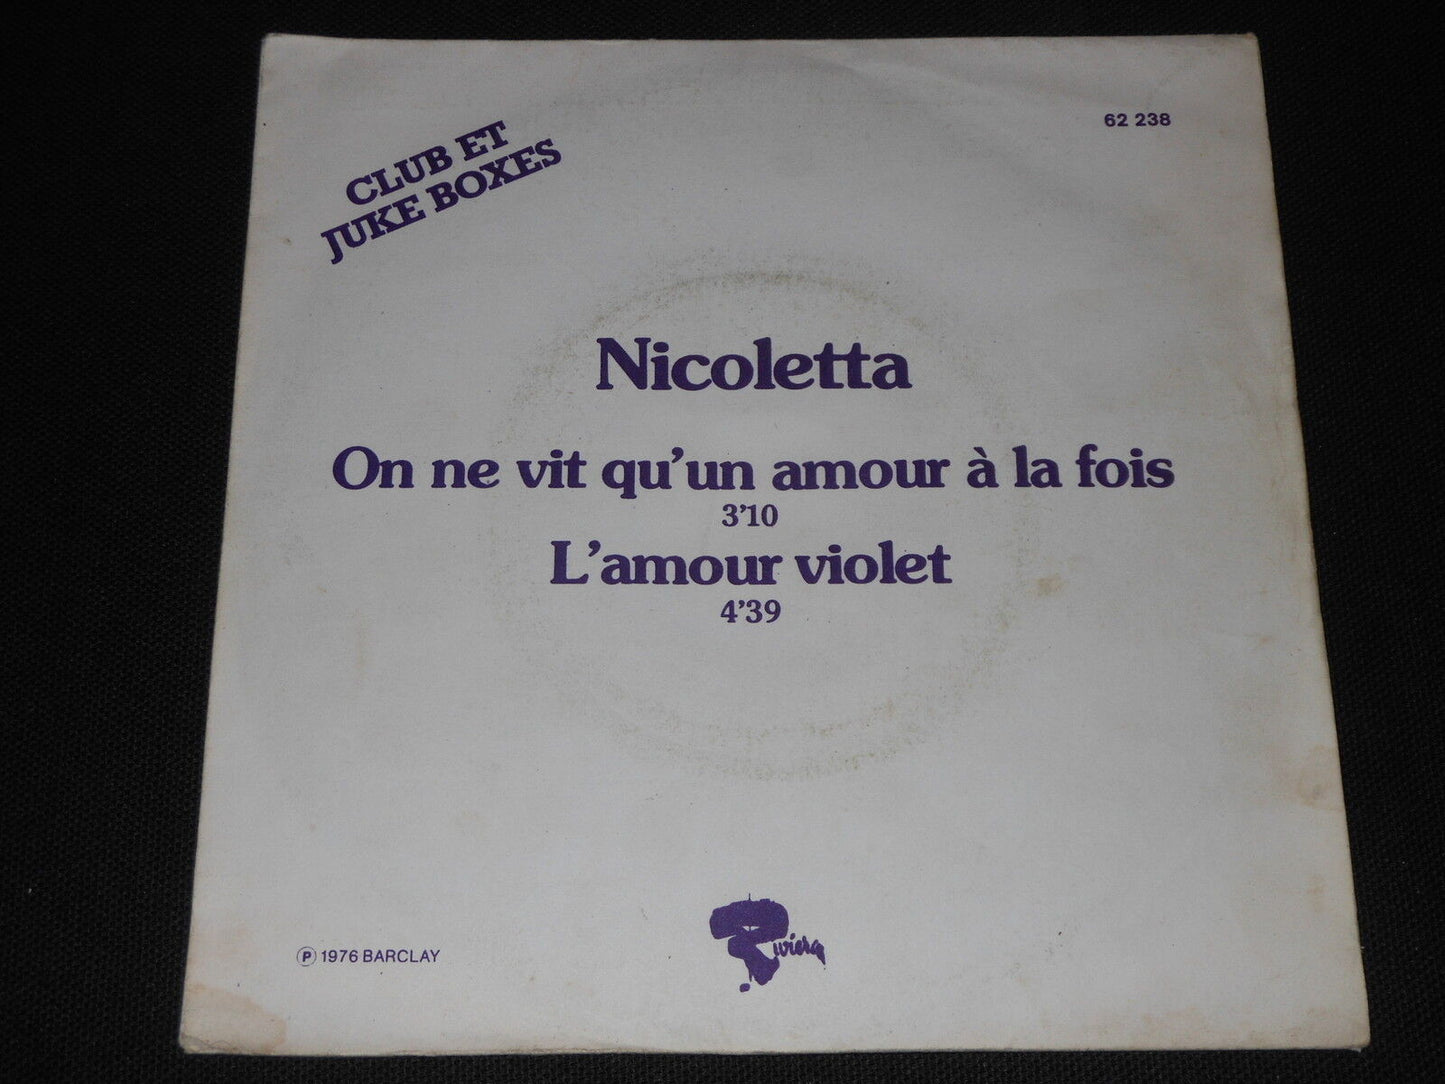 CLUB ET
JUKE BOXES
62 238
Nicoletta
On ne vit qu'un amour à la fois
3'10
L'amour violet
4'39
℗ 1976 BARCLAY
Riviera